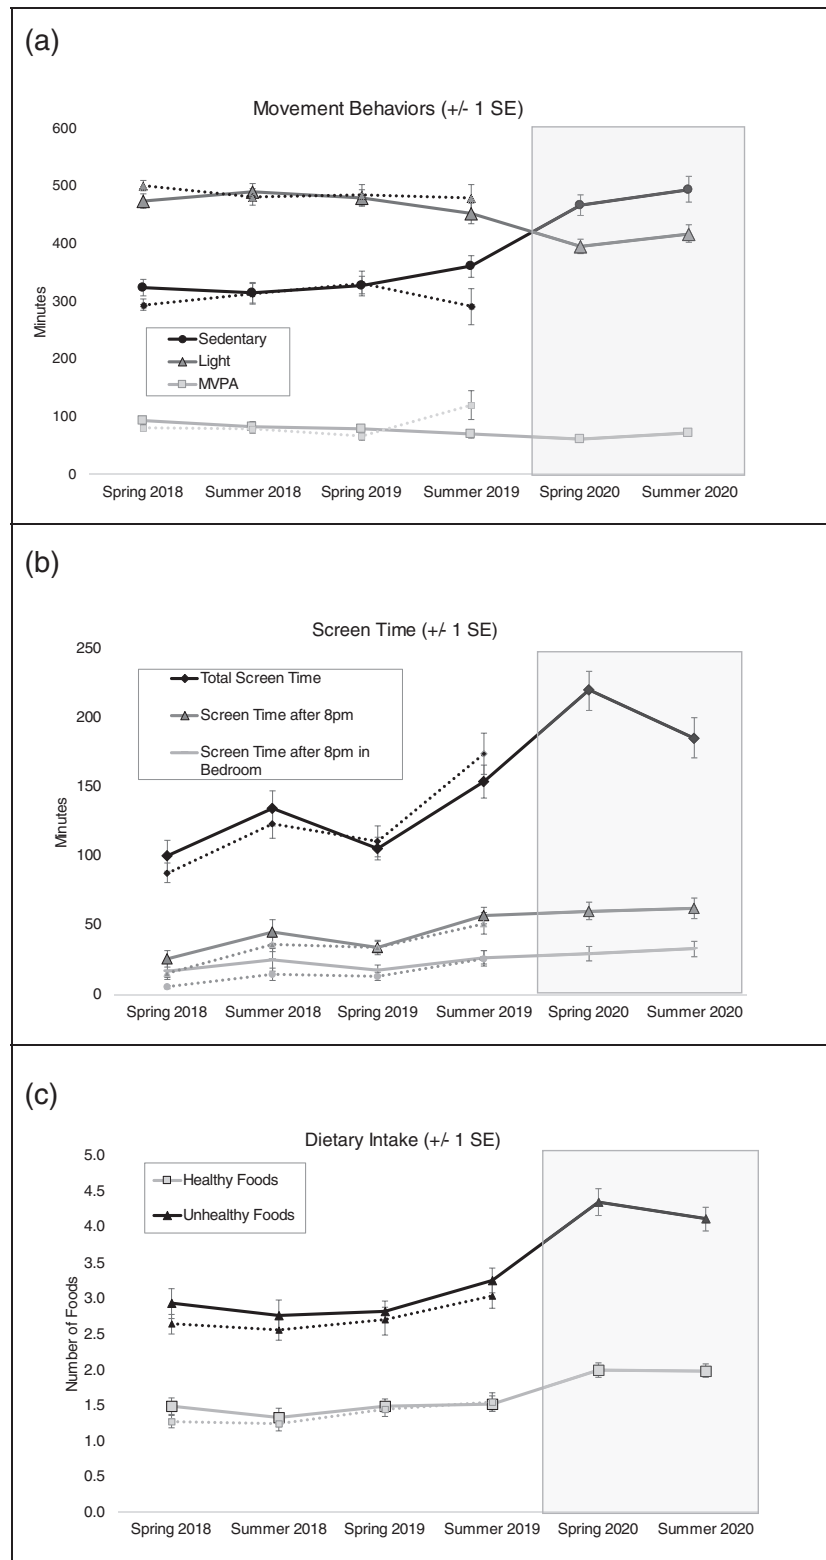 (a)
Movement Behaviors (+/- 1 SE)
600
500
400
300
200
100
0
Minutes
Sedentary
Light
MVPA
Spring 2018 Summer 2018 Spring 2019 Summer 2019 Spring 2020 Summer 2020
(b)
Screen Time (+/- 1 SE)
250
200
150
100
50
0
Minutes
Total Screen Time
Screen Time after 8pm
Screen Time after 8pm in
Bedroom
Spring 2018 Summer 2018 Spring 2019 Summer 2019 Spring 2020 Summer 2020
(c)
Dietary Intake (+/- 1 SE)
5.0
4.5
4.0
3.5
3.0
2.5
2.0
1.5
1.0
0.5
0.0
Number of Foods
Healthy Foods
Unhealthy Foods
Spring 2018 Summer 2018 Spring 2019 Summer 2019 Spring 2020 Summer 2020